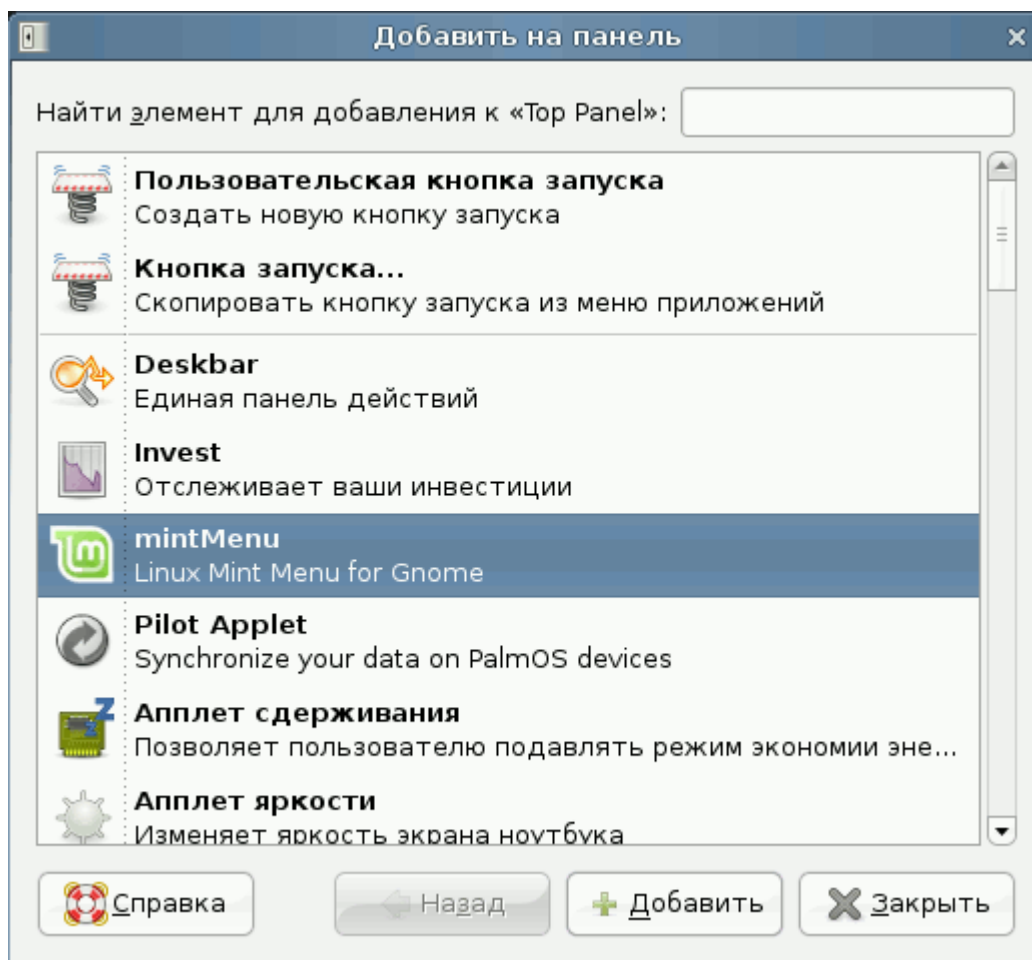 Добавить на панель
Найти элемент для добавления к «Top Panel»:
Пользовательская кнопка запуска
Создать новую кнопку запуска
Кнопка запуска...
Скопировать кнопку запуска из меню приложений
Deskbar
Единая панель действий
Invest
Отслеживает ваши инвестиции
mintMenu
Linux Mint Menu for Gnome
Pilot Applet
Synchronize your data on PalmOS devices
Апплет сдерживания
Позволяет пользователю подавлять режим экономии эне...
Апплет яркости
Изменяет яркость экрана ноутбука
Справка Назад Добавить Закрыть